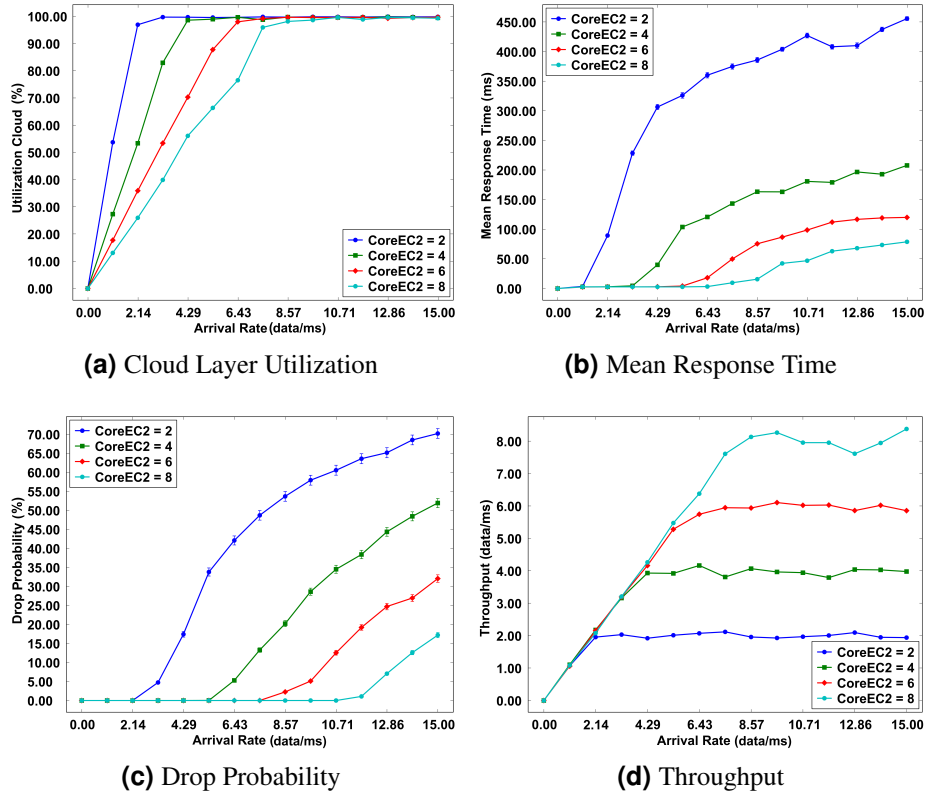 100.00
90.00
80.00
70.00
60.00
50.00
40.00
30.00
20.00
10.00
0.00
Utilization Cloud (%)
CoreEC2 = 2
CoreEC2 = 4
CoreEC2 = 6
CoreEC2 = 8
0.00 2.14 4.29 6.43 8.57 10.71 12.86 15.00
Arrival Rate (data/ms)
(a) Cloud Layer Utilization
450.00
400.00
350.00
300.00
250.00
200.00
150.00
100.00
50.00
0.00
Mean Response Time (ms)
CoreEC2 = 2
CoreEC2 = 4
CoreEC2 = 6
CoreEC2 = 8
0.00 2.14 4.29 6.43 8.57 10.71 12.86 15.00
Arrival Rate (data/ms)
(b) Mean Response Time
70.00
65.00
60.00
55.00
50.00
45.00
40.00
35.00
30.00
25.00
20.00
15.00
10.00
5.00
0.00
Drop Probability (%)
CoreEC2 = 2
CoreEC2 = 4
CoreEC2 = 6
CoreEC2 = 8
0.00 2.14 4.29 6.43 8.57 10.71 12.86 15.00
Arrival Rate (data/ms)
(c) Drop Probability
8.00
7.00
6.00
5.00
4.00
3.00
2.00
1.00
0.00
Throughput (data/ms)
CoreEC2 = 2
CoreEC2 = 4
CoreEC2 = 6
CoreEC2 = 8
0.00 2.14 4.29 6.43 8.57 10.71 12.86 15.00
Arrival Rate (data/ms)
(d) Throughput